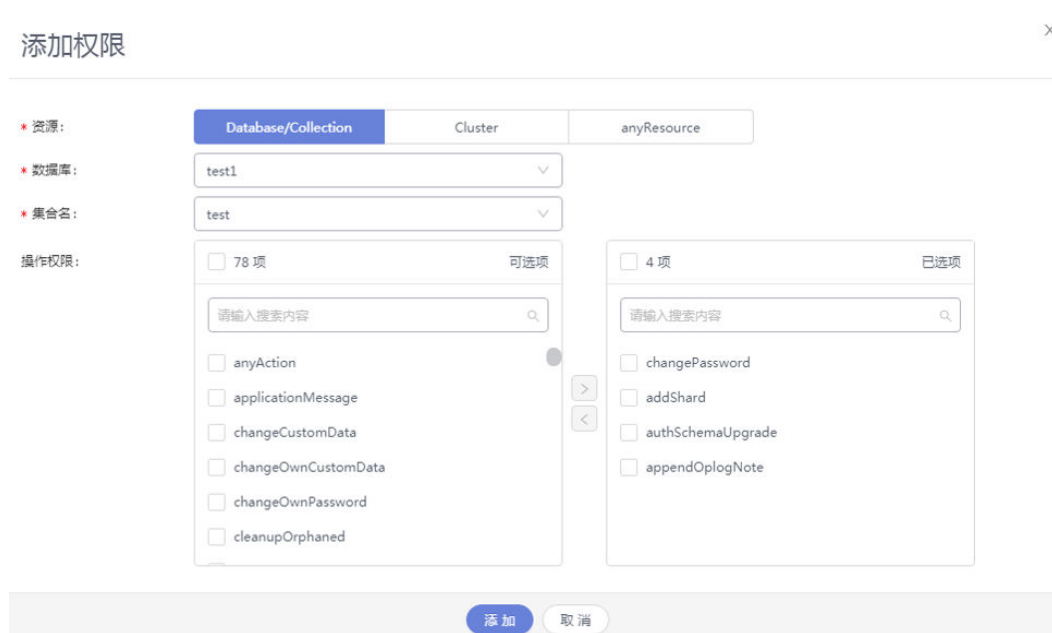 添加权限
* 资源:
Database/Collection
Cluster
anyResource
* 数据库:
test1
* 集合名:
test
操作权限:
78 项
可选项
请输入搜索内容
anyAction
applicationMessage
changeCustomData
changeOwnCustomData
changeOwnPassword
cleanupOrphaned
4 项
已选项
请输入搜索内容
changePassword
addShard
authSchemaUpgrade
appendOplogNote
添加
取消